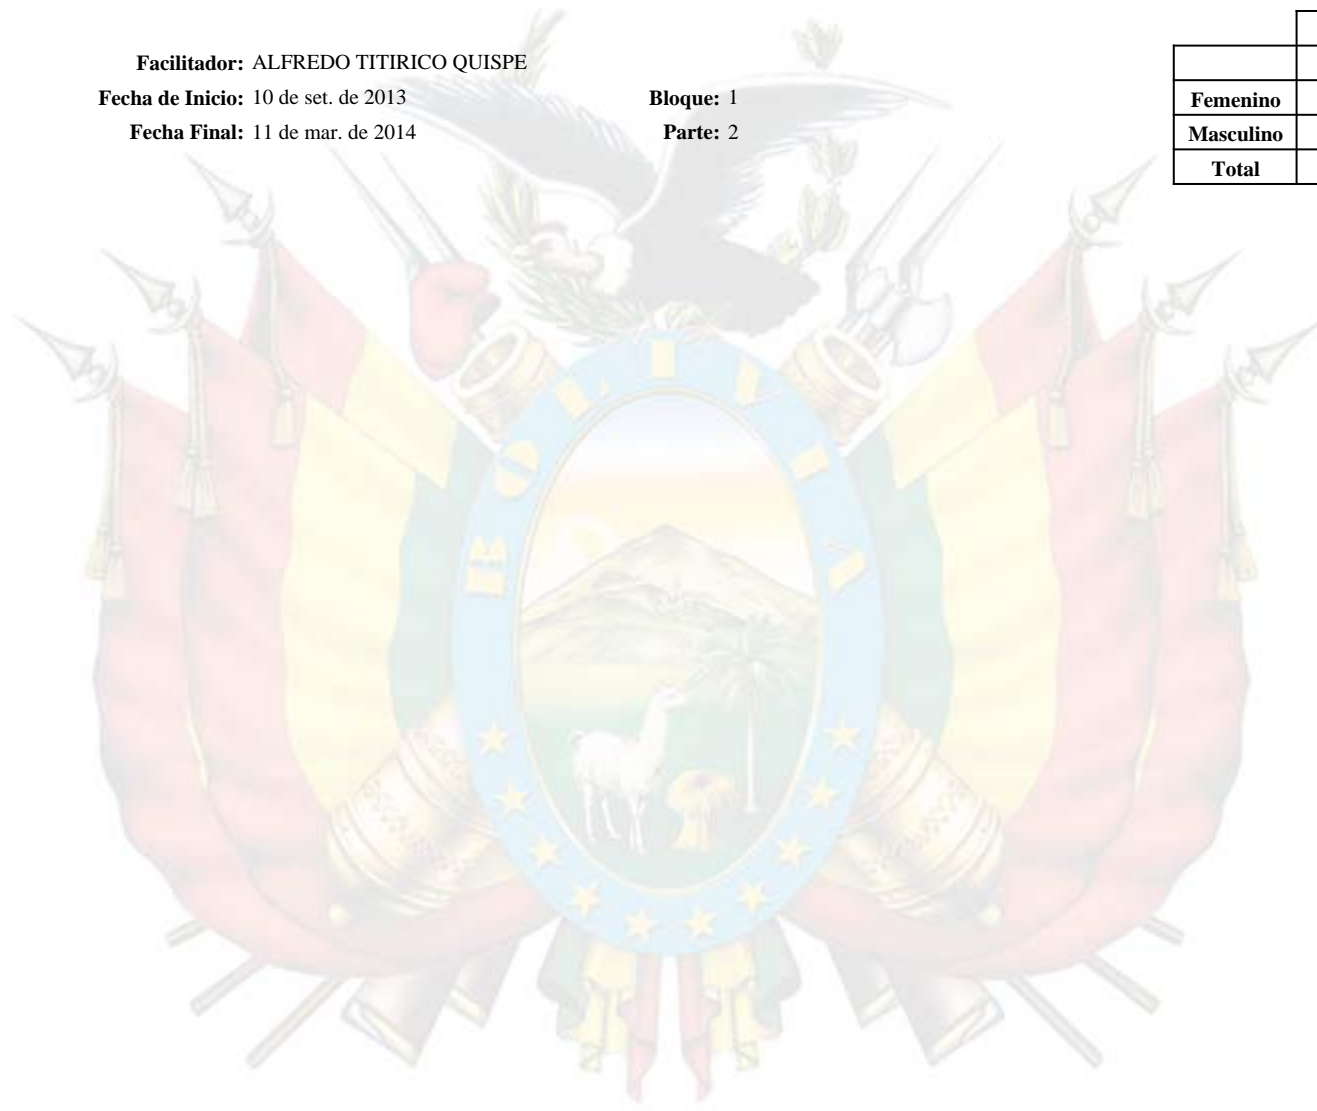 Facilitador: ALFREDO TITIRICO QUISPE
Fecha de Inicio: 10 de set. de 2013 Bloque: 1
Fecha Final: 11 de mar. de 2014 Parte: 2
Femenino
Masculino
Total
BOLIVIA